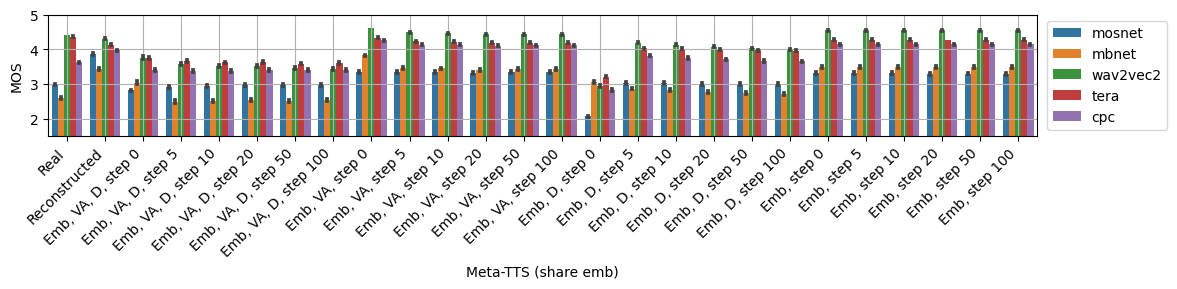 5
4
3
2
MOS
mosnet
mbnet
wav2vec2
tera
cpc
Real
Reconstructed
Emb, VA, D, step 0
Emb, VA, D, step 5
Emb, VA, D, step 10
Emb, VA, D, step 20
Emb, VA, D, step 50
Emb, VA, D, step 100
Emb, VA, step 0
Emb, VA, step 5
Emb, VA, step 10
Emb, VA, step 20
Emb, VA, step 50
Emb, VA, step 100
Emb, D, step 0
Emb, D, step 5
Emb, D, step 10
Emb, D, step 20
Emb, D, step 50
Emb, D, step 100
Emb, step 0
Emb, step 5
Emb, step 10
Emb, step 20
Emb, step 50
Emb, step 100
Meta-TTS (share emb)